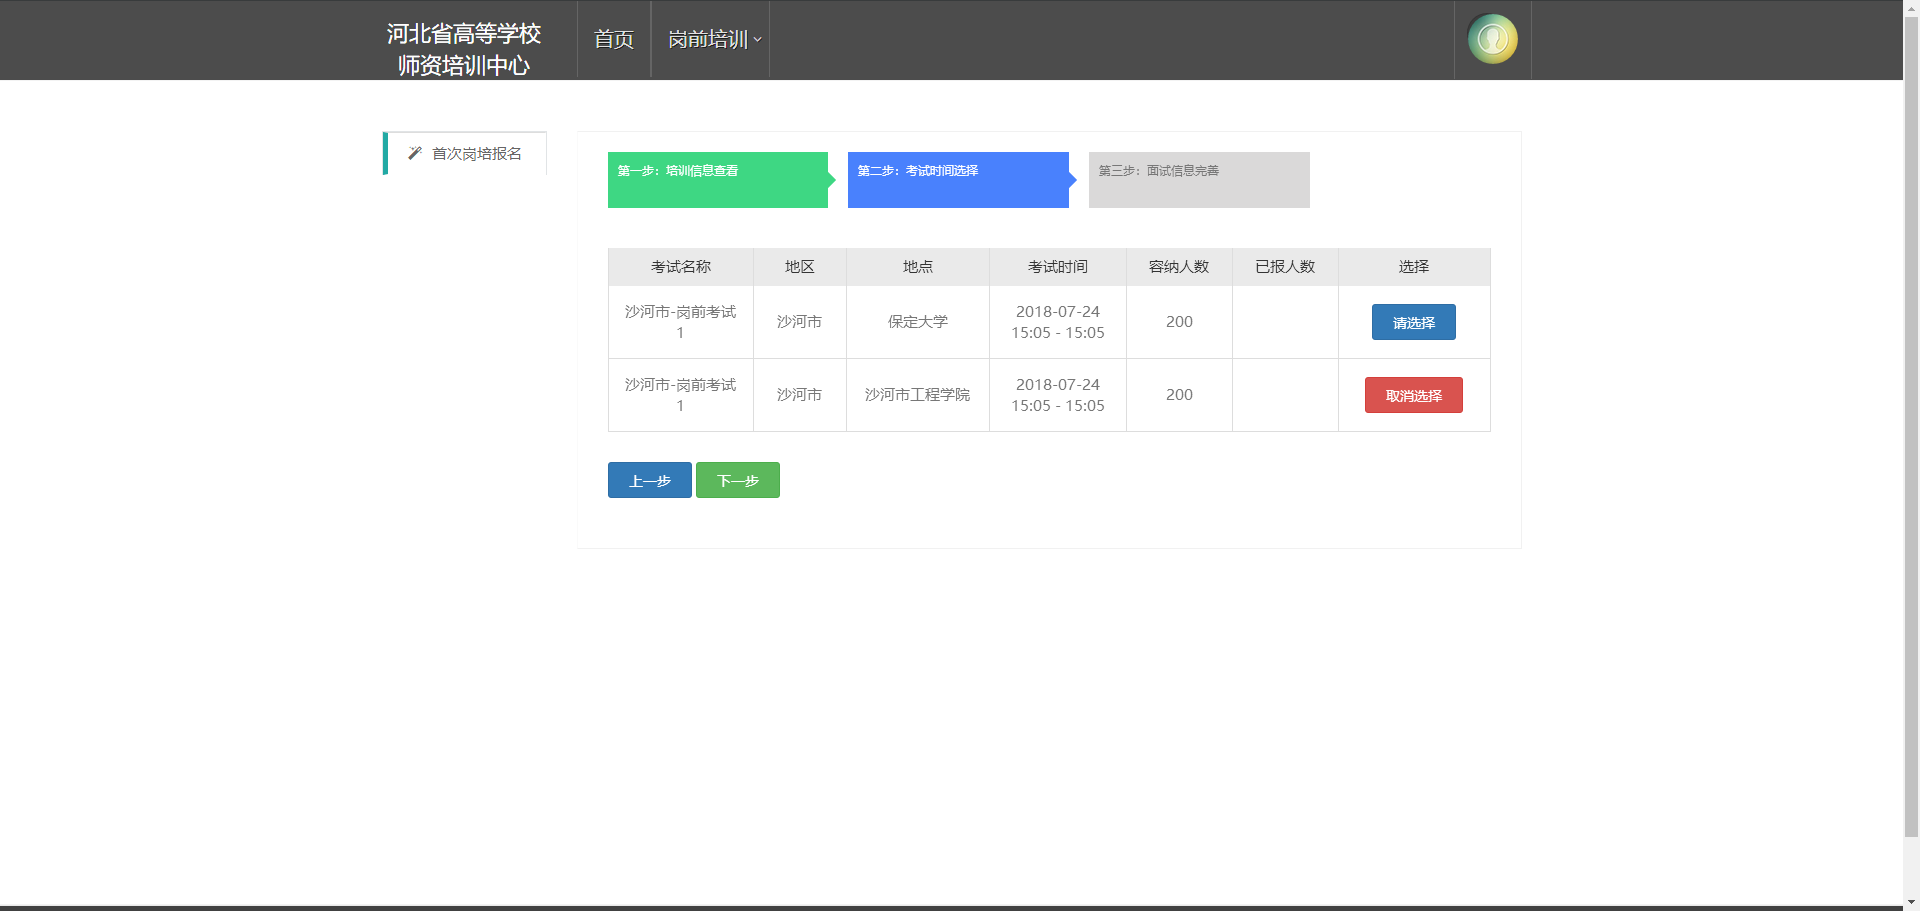 河北省高等学校
师资培训中心
首页
岗前培训
首次岗培报名
第一步：培训信息查看
第二步：考试时间选择
第三步：面试信息完善
考试名称 地区 地点 考试时间 容纳人数 已报人数 选择
沙河市-岗前考试
1
沙河市
保定大学
2018-07-24
15:05 - 15:05
200
请选择
沙河市-岗前考试
1
沙河市
沙河市工程学院
2018-07-24
15:05 - 15:05
200
取消选择
上一步 下一步